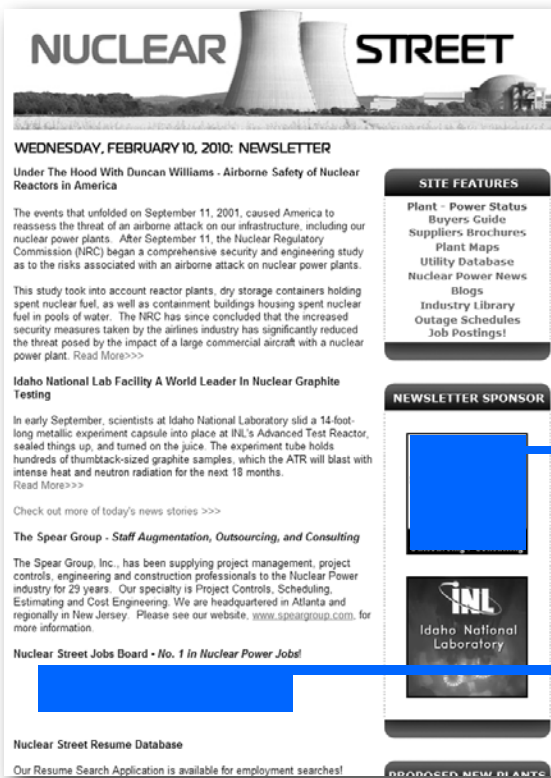 NUCLEAR STREET
WEDNESDAY, FEBRUARY 10, 2010: NEWSLETTER
Under The Hood With Duncan Williams - Airborne Safety of Nuclear
Reactors in America
The events that unfolded on September 11, 2001, caused America to
reassess the threat of an airborne attack on our infrastructure, including our
nuclear power plants. After September 11, the Nuclear Regulatory
Commission (NRC) began a comprehensive security and engineering study
as to the risks associated with an airborne attack on nuclear power plants.
This study took into account reactor plants, dry storage containers holding
spent nuclear fuel, as well as containment buildings housing spent nuclear
fuel in pools of water. The NRC has since concluded that the increased
security measures taken by the airlines industry has significantly reduced
the threat posed by the impact of a large commercial aircraft with a nuclear
power plant. Read More>>>
Idaho National Lab Facility A World Leader In Nuclear Graphite
Testing
In early September, scientists at Idaho National Laboratory slid a 14-foot-
long metallic experiment capsule into place at INL's Advanced Test Reactor,
sealed things up, and turned on the juice. The experiment tube holds
hundreds of thumbtack-sized graphite samples, which the ATR will blast with
intense heat and neutron radiation for the next 18 months.
Read More>>>
Check out more of today's news stories >>>
The Spear Group - Staff Augmentation, Outsourcing, and Consulting
The Spear Group, Inc., has been supplying project management, project
controls, engineering and construction professionals to the Nuclear Power
industry for 29 years. Our specialty is Project Controls, Scheduling,
Estimating and Cost Engineering. We are headquartered in Atlanta and
regionally in New Jersey. Please see our website, www.speargroup.com, for
more information.
Nuclear Street Jobs Board - No. 1 in Nuclear Power Jobs!
Nuclear Street Resume Database
Our Resume Search Application is available for employment searches!
SITE FEATURES
Plant - Power Status
Buyers Guide
Suppliers Brochures
Plant Maps
Utility Database
Nuclear Power News
Blogs
Industry Library
Outage Schedules
Job Postings!
NEWSLETTER SPONSOR
INL
Idaho National
Laboratory
PROPOSED NEW PLANTS